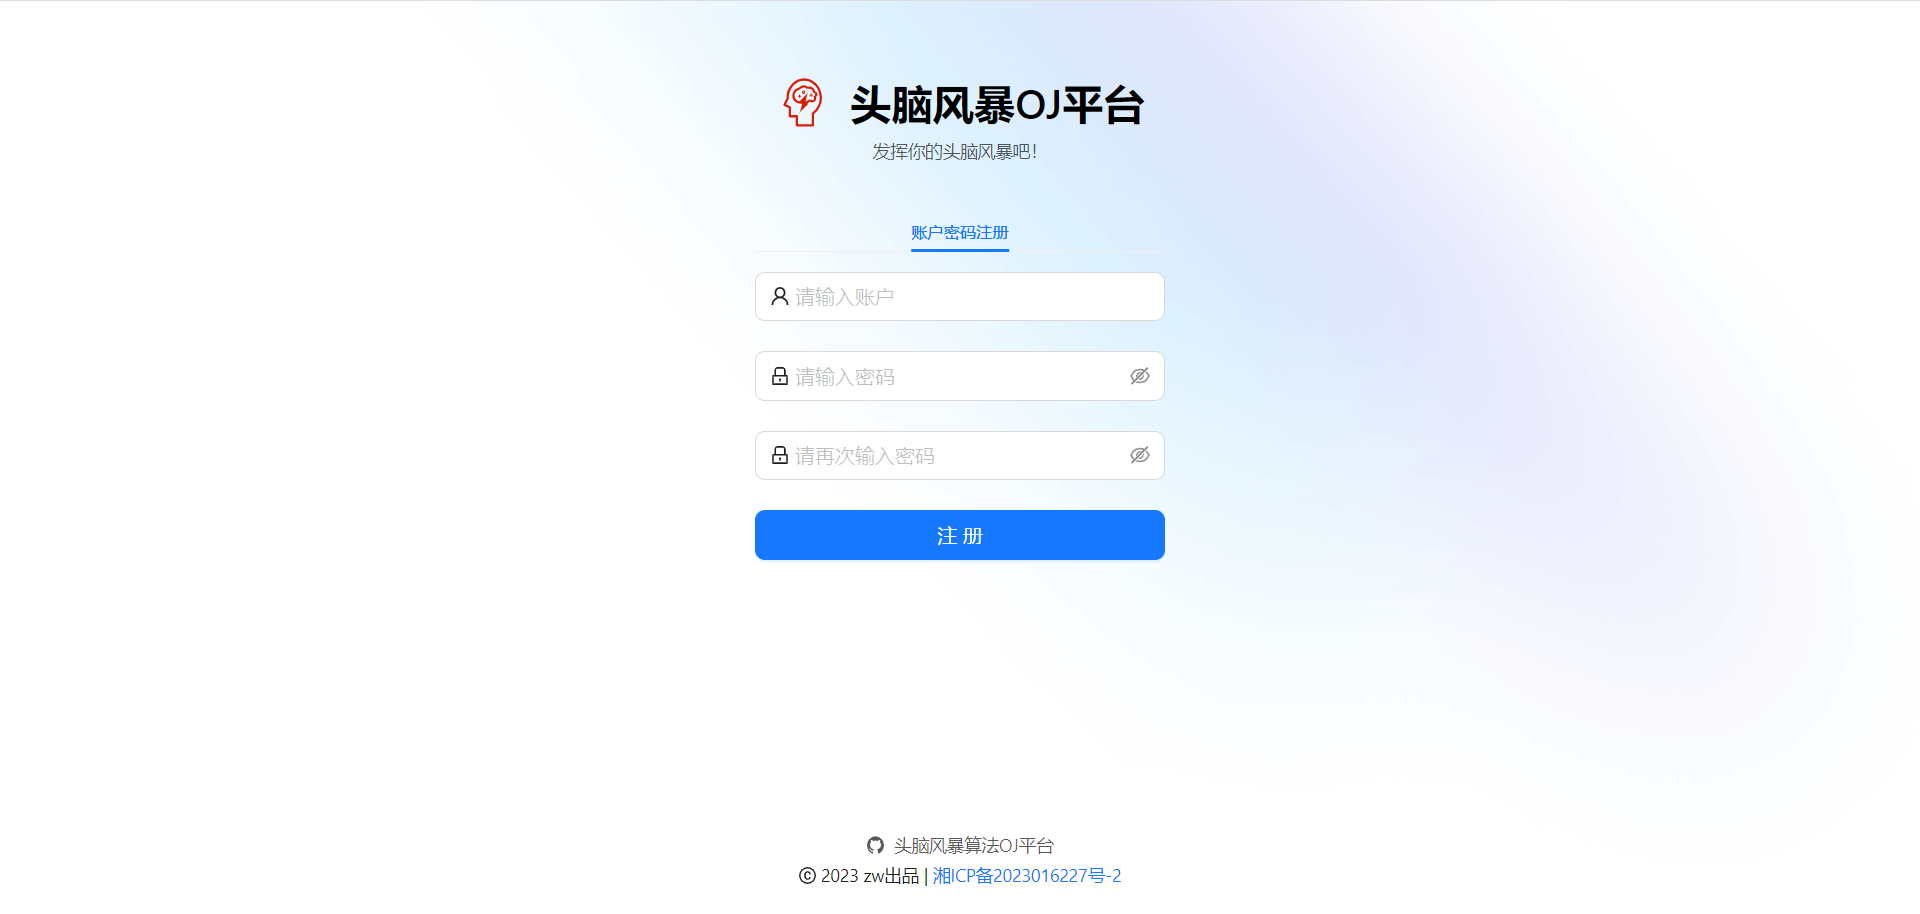 头脑风暴OJ平台
发挥你的头脑风暴吧！
账户密码注册
请输入账户
请输入密码
请再次输入密码
注 册
头脑风暴算法OJ平台
© 2023 zw出品 | 湘ICP备2023016227号-2